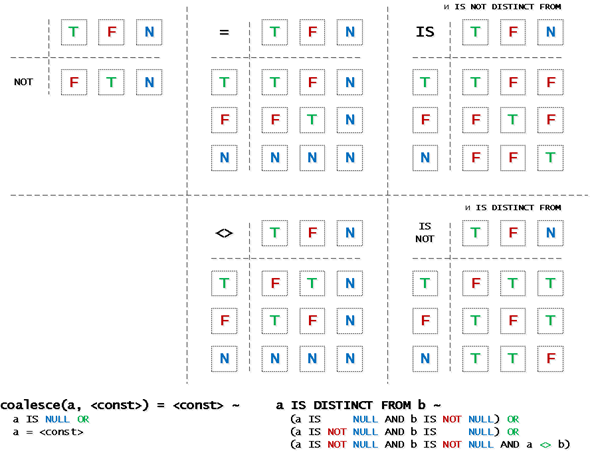 и IS NOT DISTINCT FROM
T F N = T F N IS T F N
NOT F T N T T F N T T F F
F F T N F F T F
N N N N N F F T
и IS DISTINCT FROM
<> T F N IS NOT T F N
T F T N T F T T
F T F N F T F T
N N N N N T T F
coalesce(a, <const>) = <const> ~
a IS NULL OR
a = <const>
a IS DISTINCT FROM b ~
(a IS NULL AND b IS NOT NULL) OR
(a IS NOT NULL AND b IS NULL) OR
(a IS NOT NULL AND b IS NOT NULL AND a <> b)